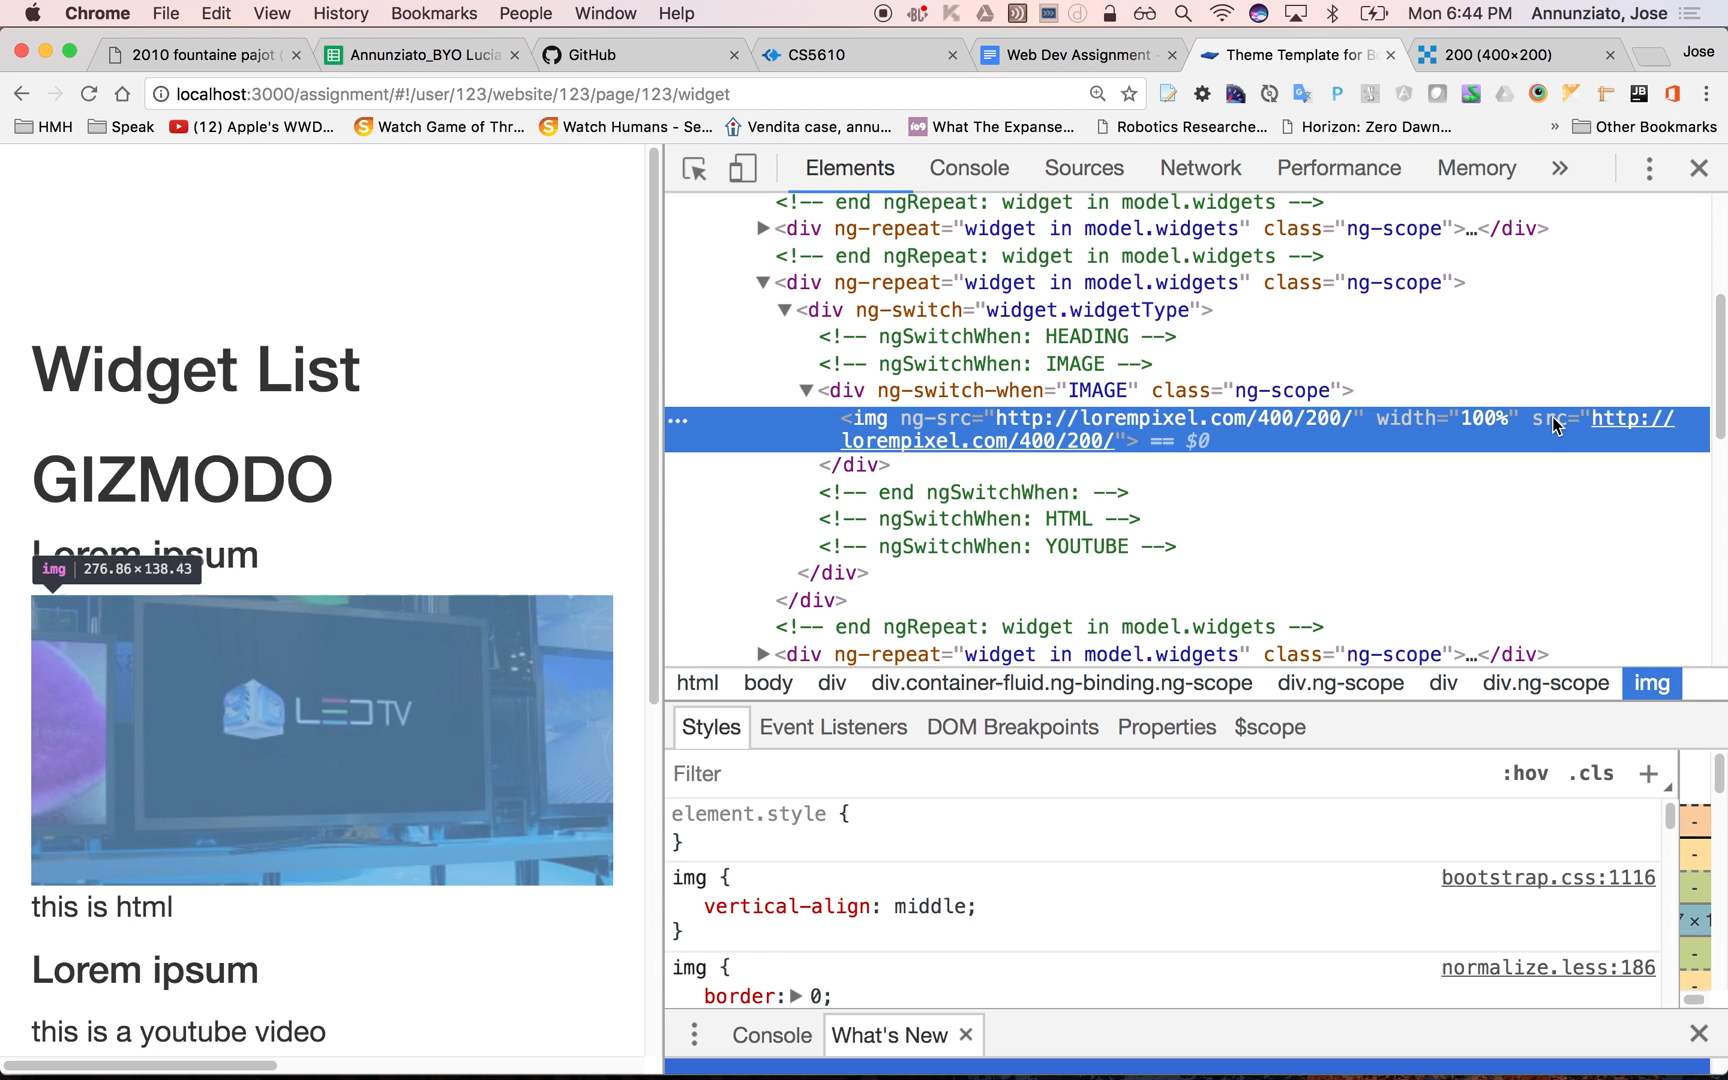 Chrome File Edit View History Bookmarks People Window Help Mon 6:44 PM Annunziato, Jose
2010 fountaine pajot ( Annunziato_BYO Lucia GitHub CS5610 Web Dev Assignment - Theme Template for Bo 200 (400×200) Jose
localhost:3000/assignment/#!/user/123/website/123/page/123/widget
HMH Speak (12) Apple's WWD... Watch Game of Thr... Watch Humans - Se... Vendita case, annu... What The Expanse... Robotics Researche... Horizon: Zero Dawn... » Other Bookmarks
Elements Console Sources Network Performance Memory »
Widget List
GIZMODO
Lorem ipsum
img 276.86×138.43
LEDTV
this is html
Lorem ipsum
this is a youtube video
<!-- end ngRepeat: widget in model.widgets -->
<div ng-repeat="widget in model.widgets" class="ng-scope">…</div>
<!-- end ngRepeat: widget in model.widgets -->
<div ng-repeat="widget in model.widgets" class="ng-scope">
<div ng-switch="widget.widgetType">
<!-- ngSwitchWhen: HEADING -->
<!-- ngSwitchWhen: IMAGE -->
<div ng-switch-when="IMAGE" class="ng-scope">
… <img ng-src="http://lorempixel.com/400/200/" width="100%" src="http://
lorempixel.com/400/200/"> == $0
</div>
<!-- end ngSwitchWhen: -->
<!-- ngSwitchWhen: HTML -->
<!-- ngSwitchWhen: YOUTUBE -->
</div>
</div>
<!-- end ngRepeat: widget in model.widgets -->
<div ng-repeat="widget in model.widgets" class="ng-scope">…</div>
html body div div.container-fluid.ng-binding.ng-scope div.ng-scope div div.ng-scope img
Styles Event Listeners DOM Breakpoints Properties $scope
Filter :hov .cls +
element.style {
}
img { bootstrap.css:1116
vertical-align: middle;
}
img { normalize.less:186
border: 0;
Console What's New